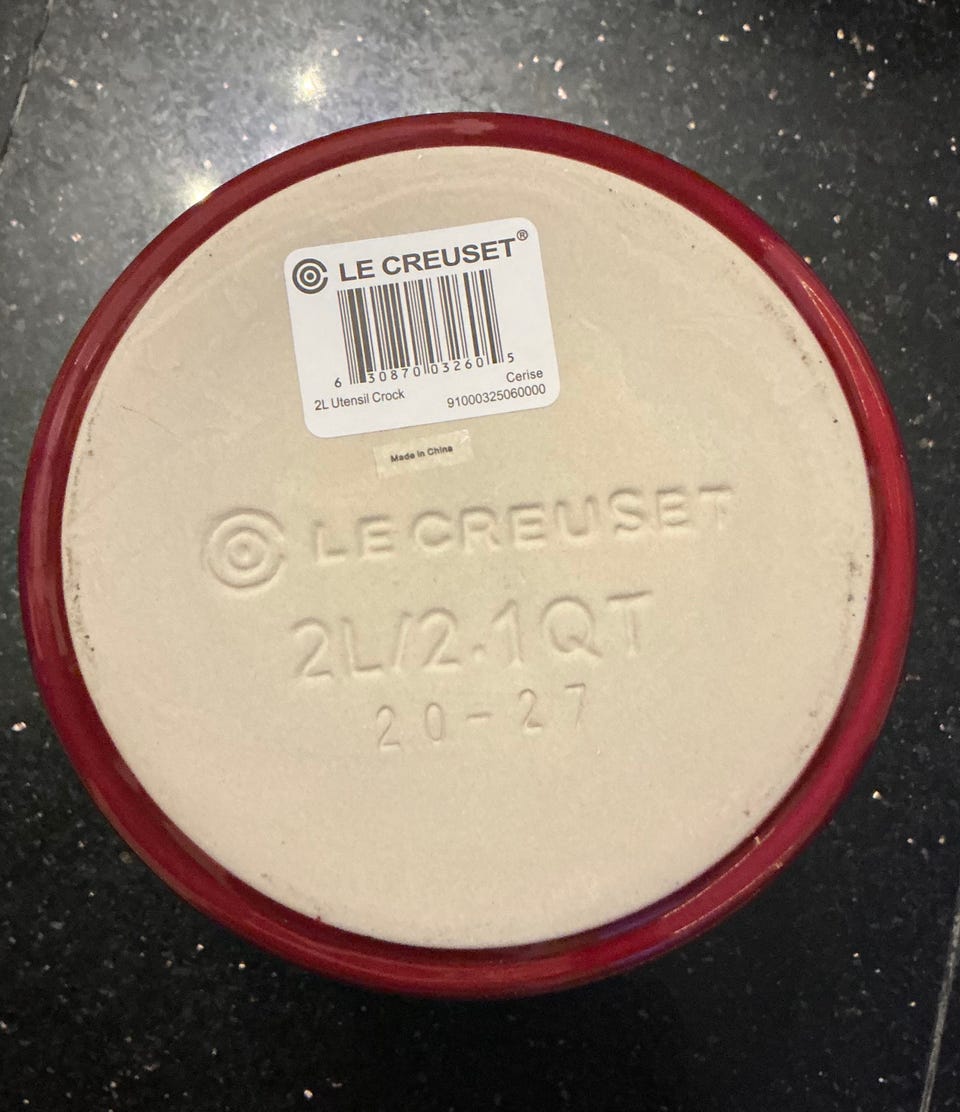 LE CREUSET®
6 30870 03260 5
Cerise
2L Utensil Crock
91000325060000
Made in China
LE CREUSET
2L/2.1QT
20-27